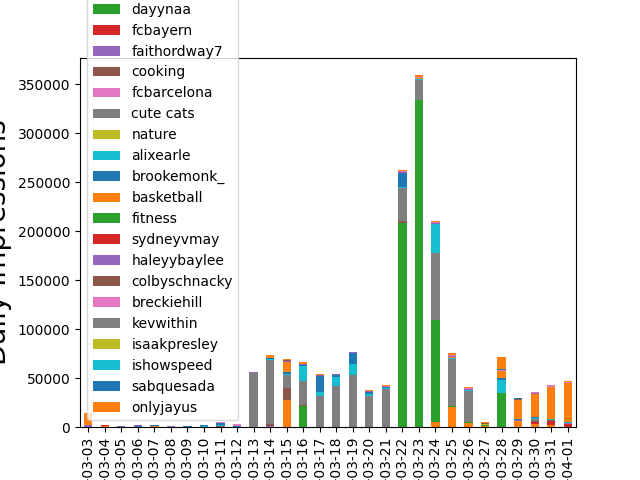 dayynaa
fcbayern
faithordway7
cooking
fcbarcelona
cute cats
nature
alixearle
brookemonk_
basketball
fitness
sydneyvmay
haleyybaylee
colbyschnacky
breckiehill
kevwithin
isaakpresley
ishowspeed
sabquesada
onlyjayus
350000
300000
250000
200000
150000
100000
50000
0
Daily Impressions
-03-03
-03-04
-03-05
-03-06
-03-07
-03-08
-03-09
-03-10
-03-11
-03-12
-03-13
-03-14
-03-15
-03-16
-03-17
-03-18
-03-19
-03-20
-03-21
-03-22
-03-23
-03-24
-03-25
-03-26
-03-27
-03-28
-03-29
-03-30
-03-31
-04-01